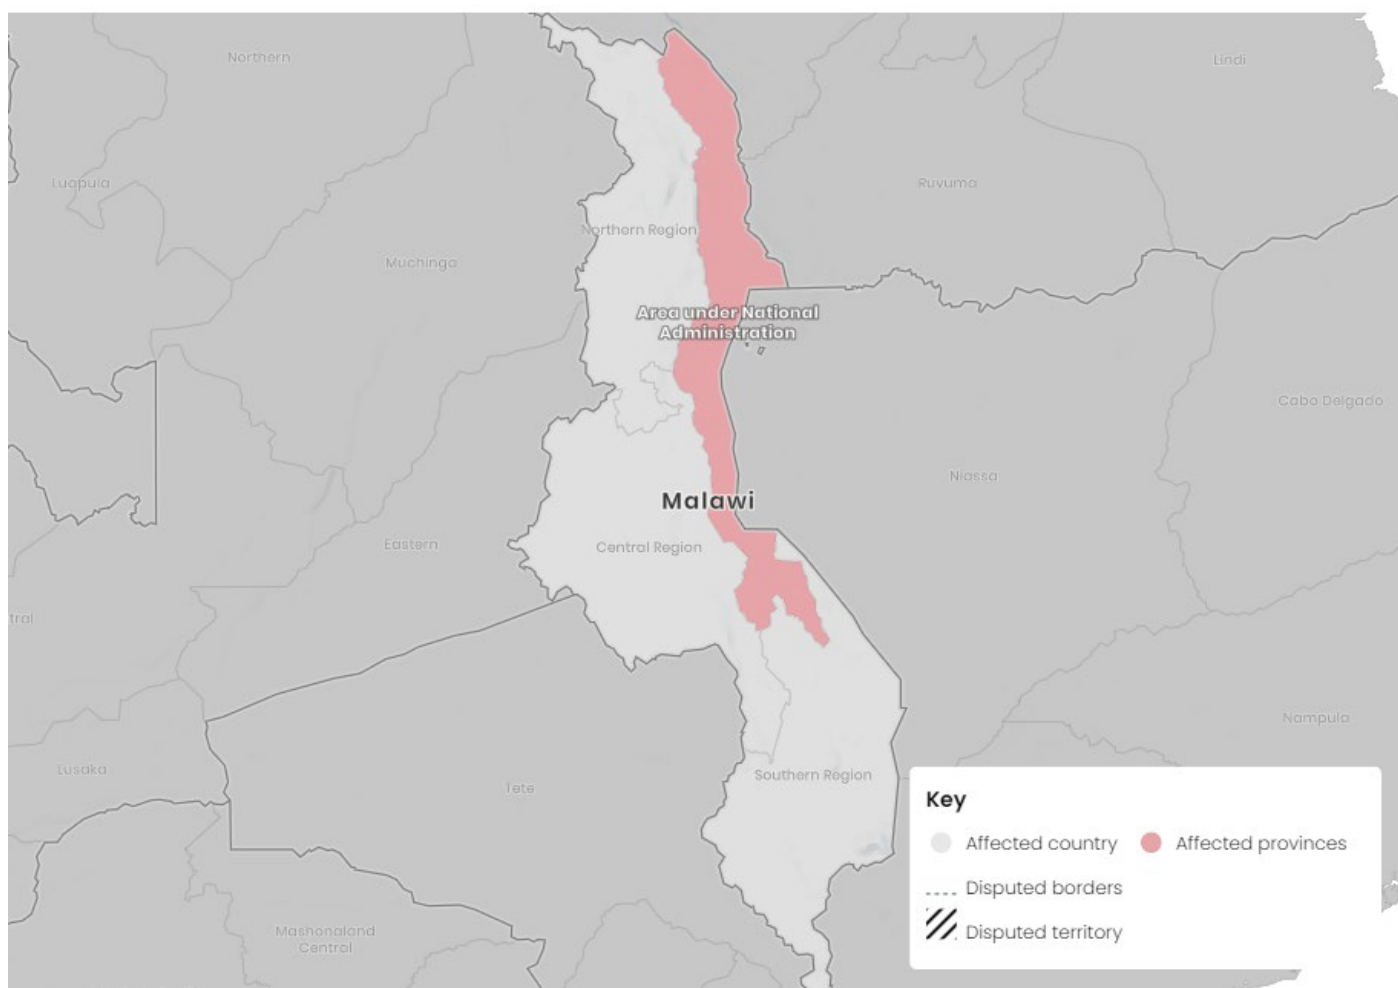 Northern
Lindi
Luapula
Ruvuma
Northern Region
Muchinga
Area under National
Administration
Cabo Delgado
Niassa
Malawi
Eastern
Central Region
tral
Nampula
Lusaka
Southern Region
Tete
Mashonaland
Central
Key
Affected country
Affected provinces
Disputed borders
Disputed territory